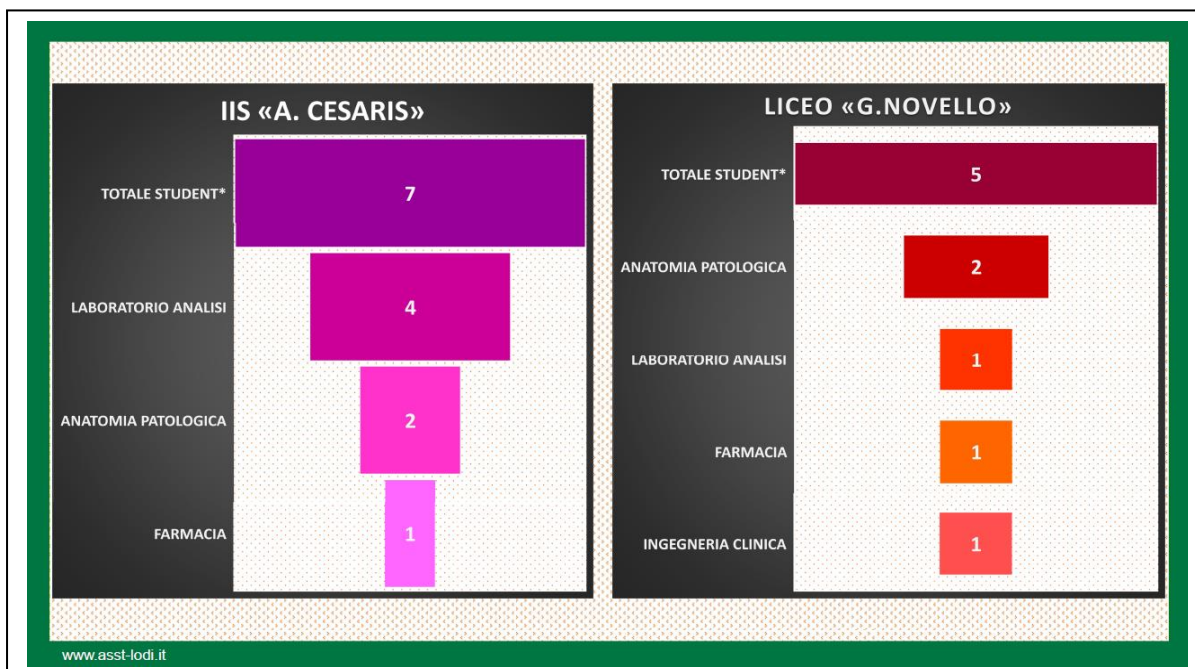 IIS «A. CESARIS»
TOTALE STUDENT*
7
LABORATORIO ANALISI
4
ANATOMIA PATOLOGICA
2
FARMACIA
1
LICEO «G.NOVELLO»
TOTALE STUDENT*
5
ANATOMIA PATOLOGICA
2
LABORATORIO ANALISI
1
FARMACIA
1
INGEGNERIA CLINICA
1
www.asst-lodi.it